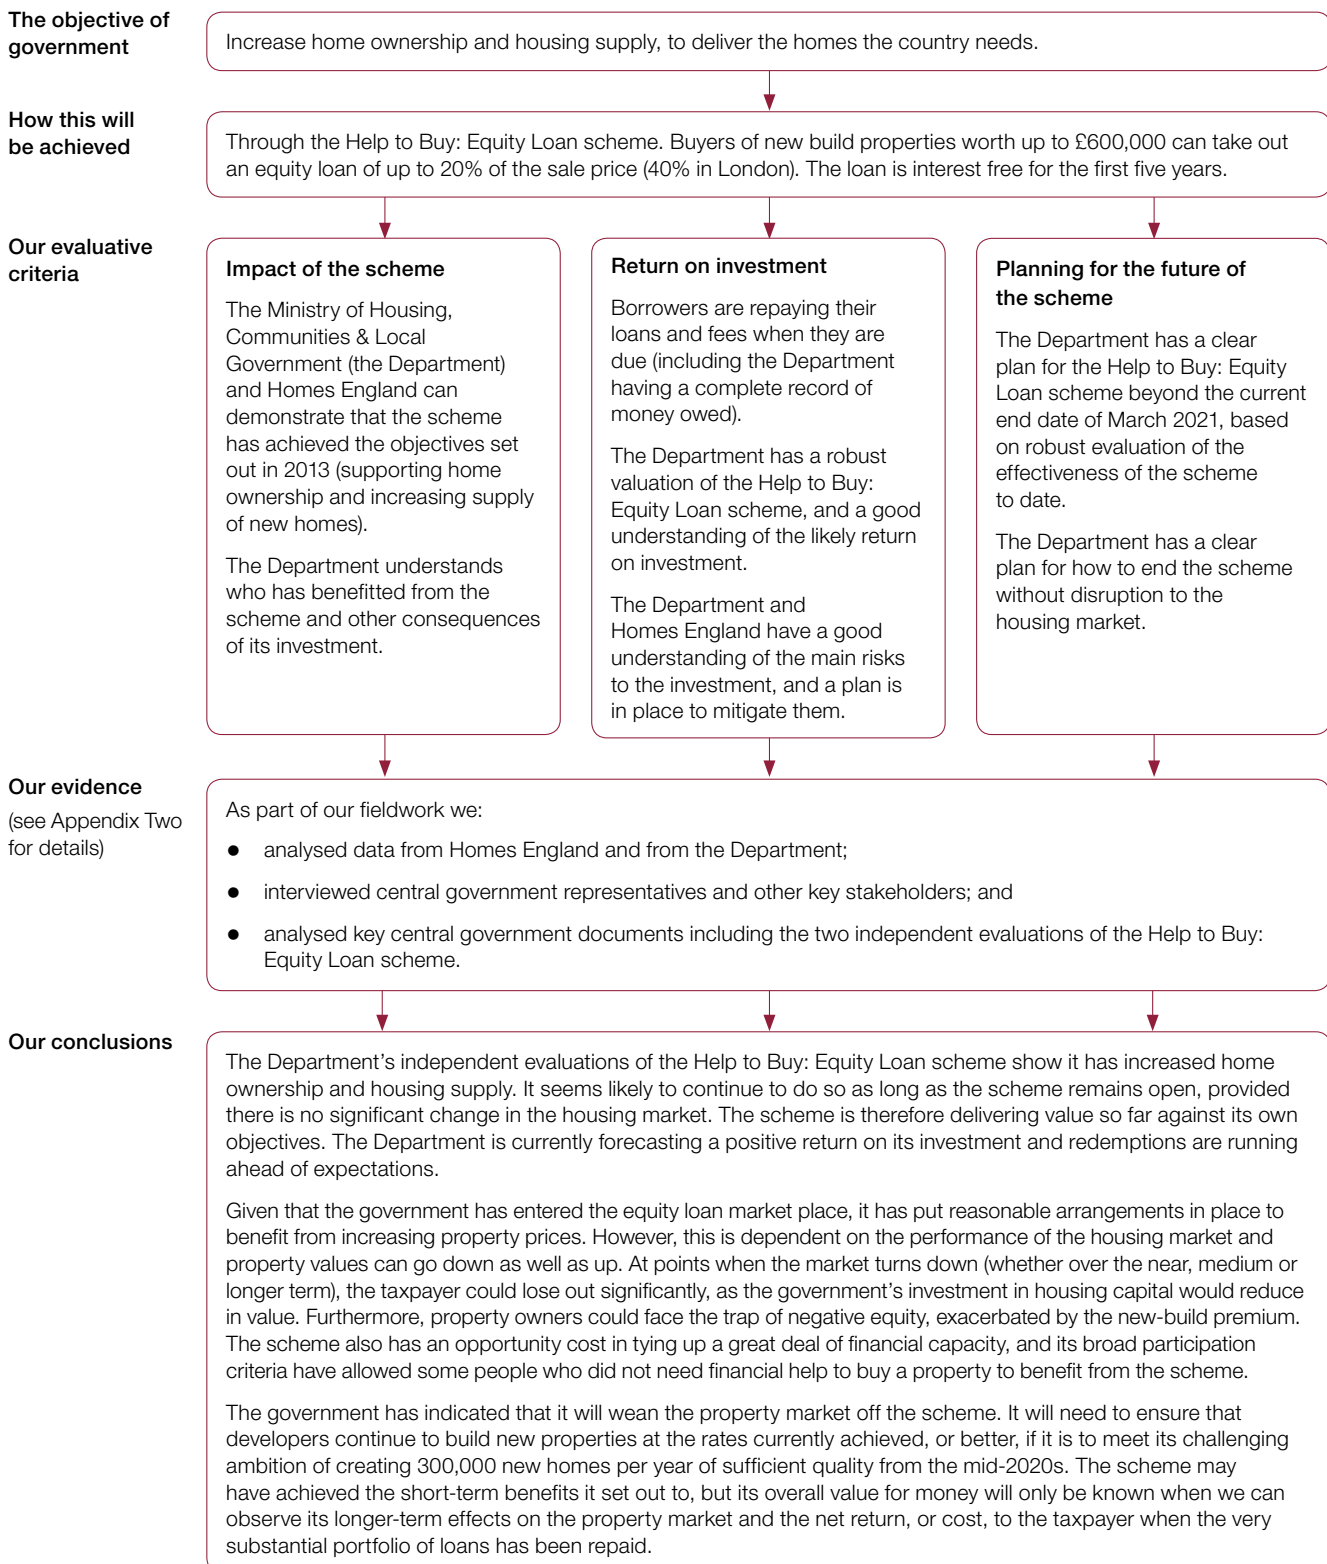 The objective of
government
Increase home ownership and housing supply, to deliver the homes the country needs.
How this will
be achieved
Through the Help to Buy: Equity Loan scheme. Buyers of new build properties worth up to £600,000 can take out
an equity loan of up to 20% of the sale price (40% in London). The loan is interest free for the first five years.
Our evaluative
criteria
Impact of the scheme
The Ministry of Housing,
Communities & Local
Government (the Department)
and Homes England can
demonstrate that the scheme
has achieved the objectives set
out in 2013 (supporting home
ownership and increasing supply
of new homes).
The Department understands
who has benefitted from the
scheme and other consequences
of its investment.
Return on investment
Borrowers are repaying their
loans and fees when they are
due (including the Department
having a complete record of
money owed).
The Department has a robust
valuation of the Help to Buy:
Equity Loan scheme, and a good
understanding of the likely return
on investment.
The Department and
Homes England have a good
understanding of the main risks
to the investment, and a plan is
in place to mitigate them.
Planning for the future of
the scheme
The Department has a clear
plan for the Help to Buy: Equity
Loan scheme beyond the current
end date of March 2021, based
on robust evaluation of the
effectiveness of the scheme
to date.
The Department has a clear
plan for how to end the scheme
without disruption to the
housing market.
Our evidence
(see Appendix Two
for details)
As part of our fieldwork we:
● analysed data from Homes England and from the Department;
● interviewed central government representatives and other key stakeholders; and
● analysed key central government documents including the two independent evaluations of the Help to Buy:
Equity Loan scheme.
Our conclusions
The Department's independent evaluations of the Help to Buy: Equity Loan scheme show it has increased home
ownership and housing supply. It seems likely to continue to do so as long as the scheme remains open, provided
there is no significant change in the housing market. The scheme is therefore delivering value so far against its own
objectives. The Department is currently forecasting a positive return on its investment and redemptions are running
ahead of expectations.
Given that the government has entered the equity loan market place, it has put reasonable arrangements in place to
benefit from increasing property prices. However, this is dependent on the performance of the housing market and
property values can go down as well as up. At points when the market turns down (whether over the near, medium or
longer term), the taxpayer could lose out significantly, as the government's investment in housing capital would reduce
in value. Furthermore, property owners could face the trap of negative equity, exacerbated by the new-build premium.
The scheme also has an opportunity cost in tying up a great deal of financial capacity, and its broad participation
criteria have allowed some people who did not need financial help to buy a property to benefit from the scheme.
The government has indicated that it will wean the property market off the scheme. It will need to ensure that
developers continue to build new properties at the rates currently achieved, or better, if it is to meet its challenging
ambition of creating 300,000 new homes per year of sufficient quality from the mid-2020s. The scheme may
have achieved the short-term benefits it set out to, but its overall value for money will only be known when we can
observe its longer-term effects on the property market and the net return, or cost, to the taxpayer when the very
substantial portfolio of loans has been repaid.